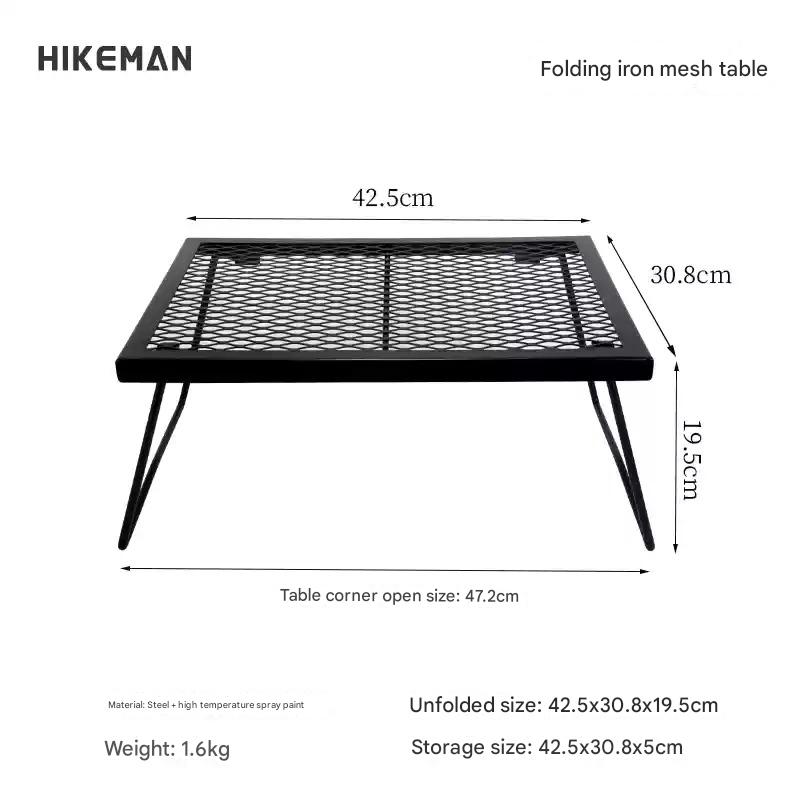 HIKEMAN
Folding iron mesh table
42.5cm
30.8cm
19.5cm
Table corner open size: 47.2cm
Material: Steel + high temperature spray paint
Unfolded size: 42.5x30.8x19.5cm
Weight: 1.6kg
Storage size: 42.5x30.8x5cm